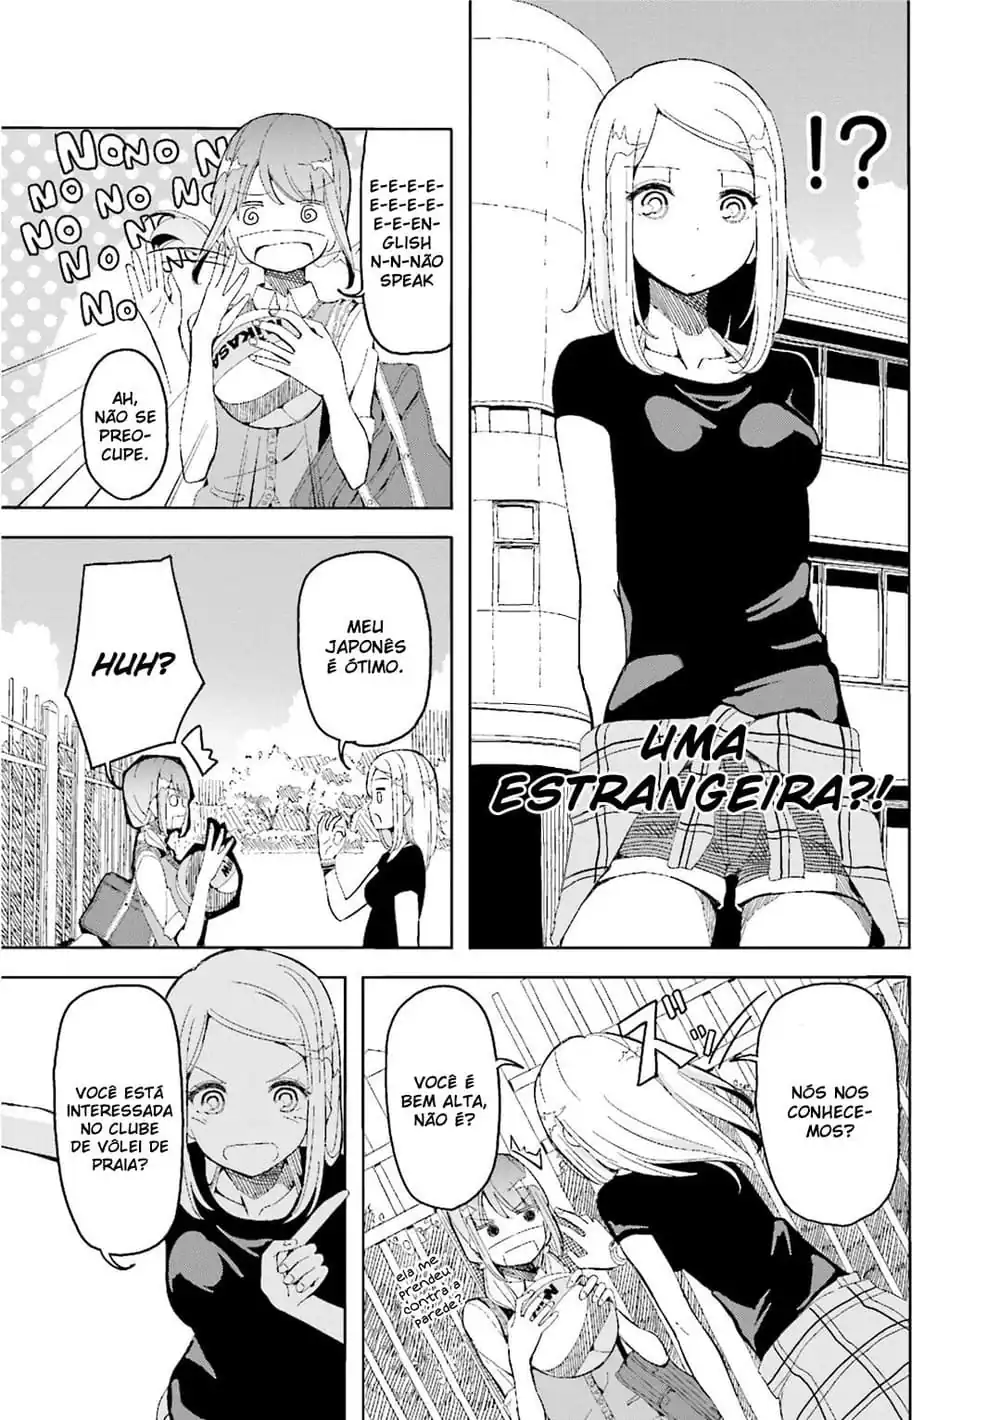 !?
UMA
ESTRANGEIRA?!
E-E-E-E-
E-E-E-E-
E-E-EN-
GLISH
N-N-NÃO
SPEAK
NO NO N
NO NO NO
NO NO N
NO N
NO
NO
MIKASA
AH,
NÃO SE
PREO-
CUPE.
MEU
JAPONÊS
É ÓTIMO.
HUH?
NÓS NOS
CONHECE-
MOS?
VOCÊ É
BEM ALTA,
NÃO É?
ela me
prendeu
contra a
parede?
VOCÊ ESTÁ
INTERESSADA
NO CLUBE
DE VÔLEI DE
PRAIA?